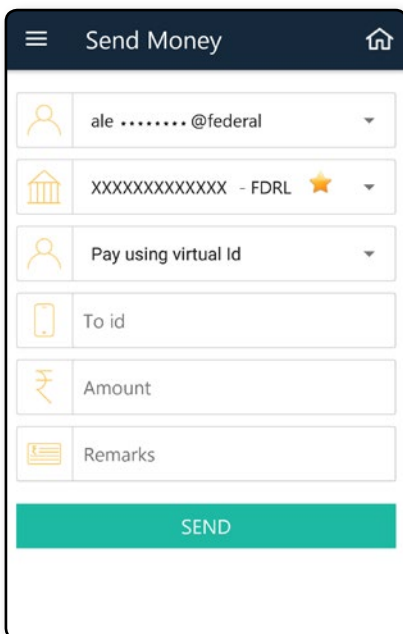 Send Money
ale ........ @federal
XXXXXXXXXXXXX - FDRL
Pay using virtual Id
To id
₹ Amount
Remarks
SEND